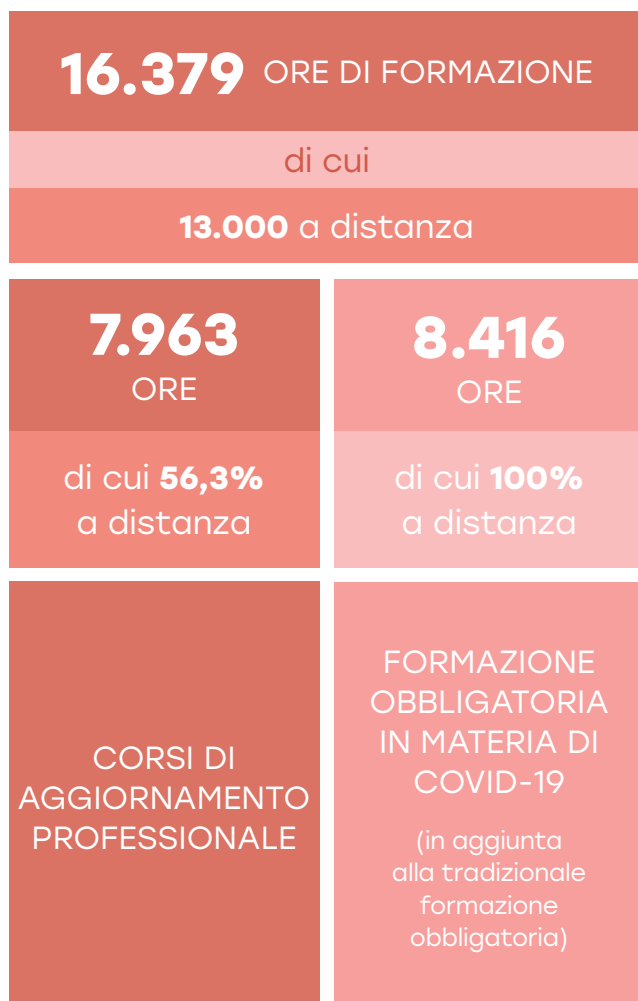 16.379 ORE DI FORMAZIONE
di cui
13.000 a distanza
7.963
ORE
di cui 56,3%
a distanza
8.416
ORE
di cui 100%
a distanza
CORSI DI
AGGIORNAMENTO
PROFESSIONALE
FORMAZIONE
OBBLIGATORIA
IN MATERIA DI
COVID-19
(in aggiunta
alla tradizionale
formazione
obbligatoria)